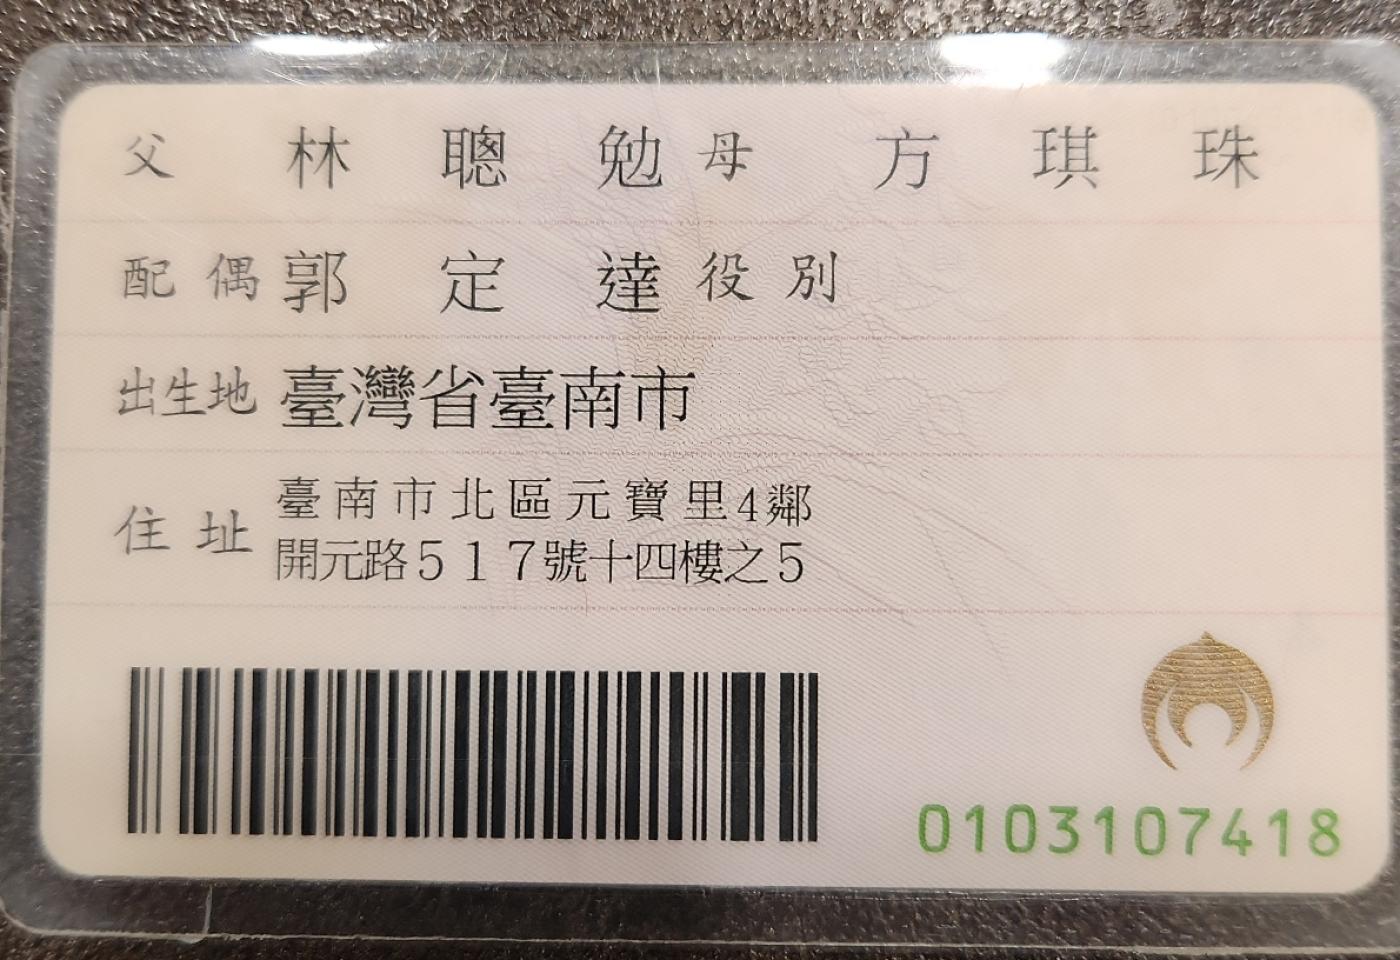 父 林聰勉 母 方琪珠
配偶 郭定達 役別
出生地 臺灣省臺南市
住址 臺南市北區元寶里4鄰
開元路517號十四樓之5
0103107418